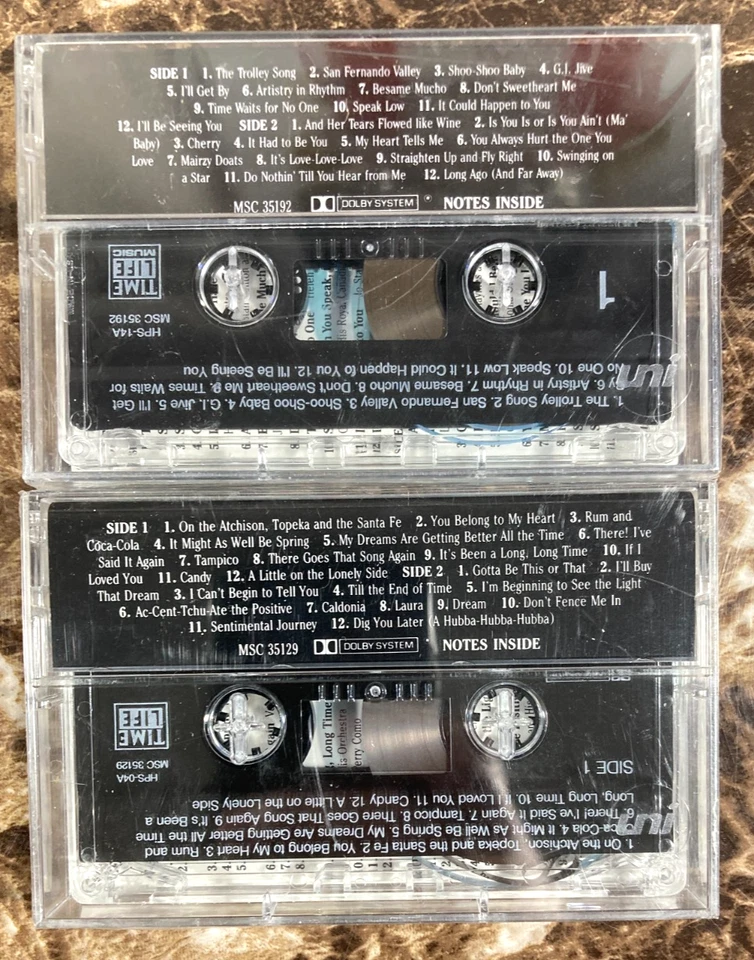 SIDE 1 1. The Trolley Song 2. San Fernando Valley 3. Shoo-Shoo Baby 4. G.I. Jive
5. I'll Get By 6. Artistry in Rhythm 7. Besame Mucho 8. Don't Sweetheart Me
9. Time Waits for No One 10. Speak Low 11. It Could Happen to You
12. I'll Be Seeing You SIDE 2 1. And Her Tears Flowed like Wine 2. Is You Is or Is You Ain't (Ma'
Baby) 3. Cherry 4. It Had to Be You 5. My Heart Tells Me 6. You Always Hurt the One You
Love 7. Mairzy Doats 8. It's Love-Love-Love 9. Straighten Up and Fly Right 10. Swinging on
a Star 11. Do Nothin' Till You Hear from Me 12. Long Ago (And Far Away)
MSC 35192 DOLBY SYSTEM NOTES INSIDE
1
TIME
LIFE
MUSIC
HPS-14A
MSC 35192
1. The Trolley Song 2. San Fernando Valley 3. Shoo-Shoo Baby 4. G.I. Jive 5. I'll Get
By 6. Artistry in Rhythm 7. Besame Mucho 8. Don't Sweetheart Me 9. Times Waits for
No One 10. Speak Low 11. It Could Happen to You 12. I'll Be Seeing You
SIDE 1 1. On the Atchison, Topeka and the Santa Fe 2. You Belong to My Heart 3. Rum and
Coca-Cola 4. It Might As Well Be Spring 5. My Dreams Are Getting Better All the Time 6. There! I've
Said It Again 7. Tampico 8. There Goes That Song Again 9. It's Been a Long, Long Time 10. If I
Loved You 11. Candy 12. A Little on the Lonely Side SIDE 2 1. Gotta Be This or That 2. I'll Buy
That Dream 3. I Can't Begin to Tell You 4. Till the End of Time 5. I'm Beginning to See the Light
6. Ac-Cent-Tchu-Ate the Positive 7. Caldonia 8. Laura 9. Dream 10. Don't Fence Me In
11. Sentimental Journey 12. Dig You Later (A Hubba-Hubba-Hubba)
MSC 35129 DOLBY SYSTEM NOTES INSIDE
, Long Time
is Orchestra
erry Como
SIDE 1
TIME
LIFE
HPS-04A
MSC 35129
1. On the Atchison, Topeka and the Santa Fe 2. You Belong to My Heart 3. Rum and
Coca-Cola 4. It Might As Well Be Spring 5. My Dreams Are Getting Better All the Time
6. There! I've Said It Again 7. Tampico 8. There Goes That Song Again 9. It's Been a
Long, Long Time 10. If I Loved You 11. Candy 12. A Little on the Lonely Side